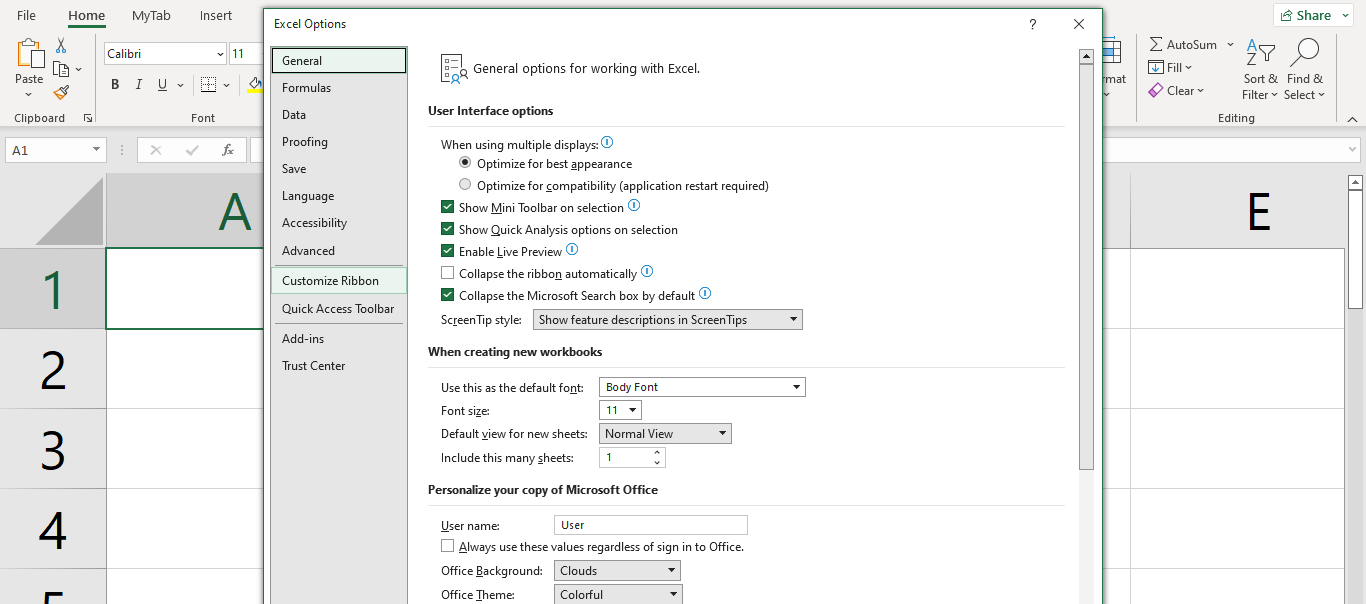 File Home MyTab Insert
Share
Excel Options ?
Paste
Clipboard
Calibri 11
B I U
Font
AutoSum
Fill
Clear
Sort & Filter
Find & Select
Editing
mat
A1 fx
A E
1
2
3
4
5
General
Formulas
Data
Proofing
Save
Language
Accessibility
Advanced
Customize Ribbon
Quick Access Toolbar
Add-ins
Trust Center
General options for working with Excel.
User Interface options
When using multiple displays:
Optimize for best appearance
Optimize for compatibility (application restart required)
Show Mini Toolbar on selection
Show Quick Analysis options on selection
Enable Live Preview
Collapse the ribbon automatically
Collapse the Microsoft Search box by default
ScreenTip style: Show feature descriptions in ScreenTips
When creating new workbooks
Use this as the default font: Body Font
Font size: 11
Default view for new sheets: Normal View
Include this many sheets: 1
Personalize your copy of Microsoft Office
User name: User
Always use these values regardless of sign in to Office.
Office Background: Clouds
Office Theme: Colorful